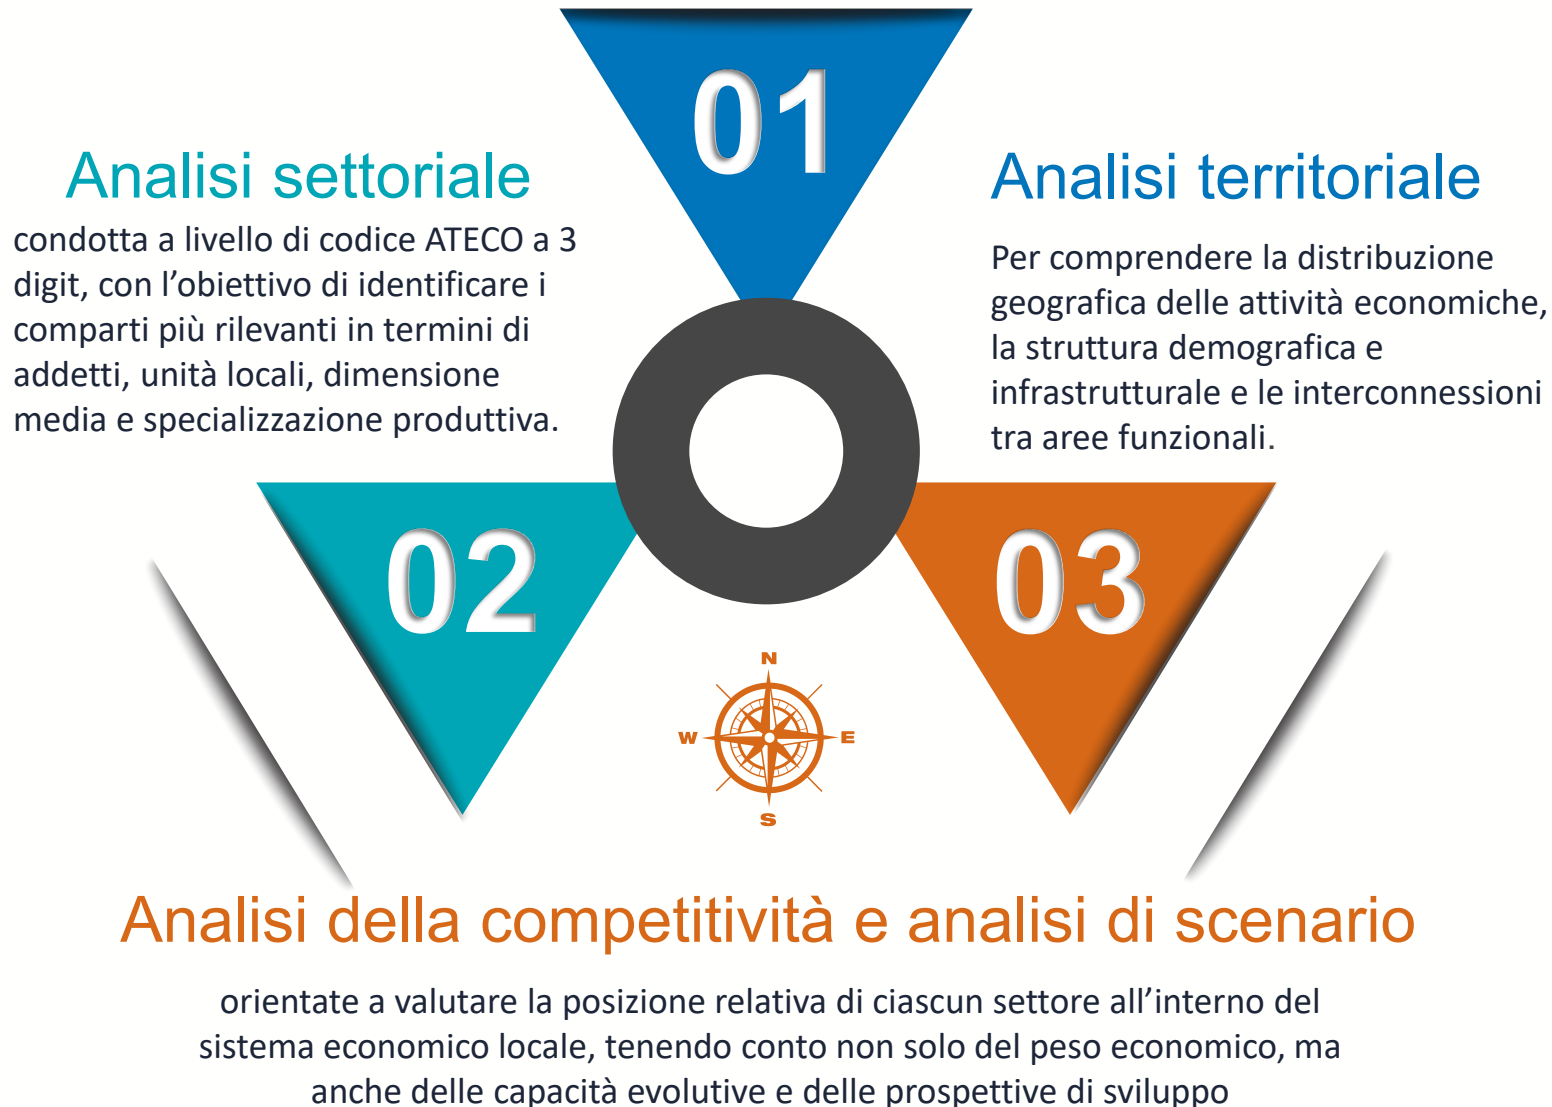 01
Analisi settoriale
condotta a livello di codice ATECO a 3
digit, con l’obiettivo di identificare i
comparti più rilevanti in termini di
addetti, unità locali, dimensione
media e specializzazione produttiva.
Analisi territoriale
Per comprendere la distribuzione
geografica delle attività economiche,
la struttura demografica e
infrastrutturale e le interconnessioni
tra aree funzionali.
02
03
N
W
E
S
Analisi della competitività e analisi di scenario
orientate a valutare la posizione relativa di ciascun settore all’interno del
sistema economico locale, tenendo conto non solo del peso economico, ma
anche delle capacità evolutive e delle prospettive di sviluppo